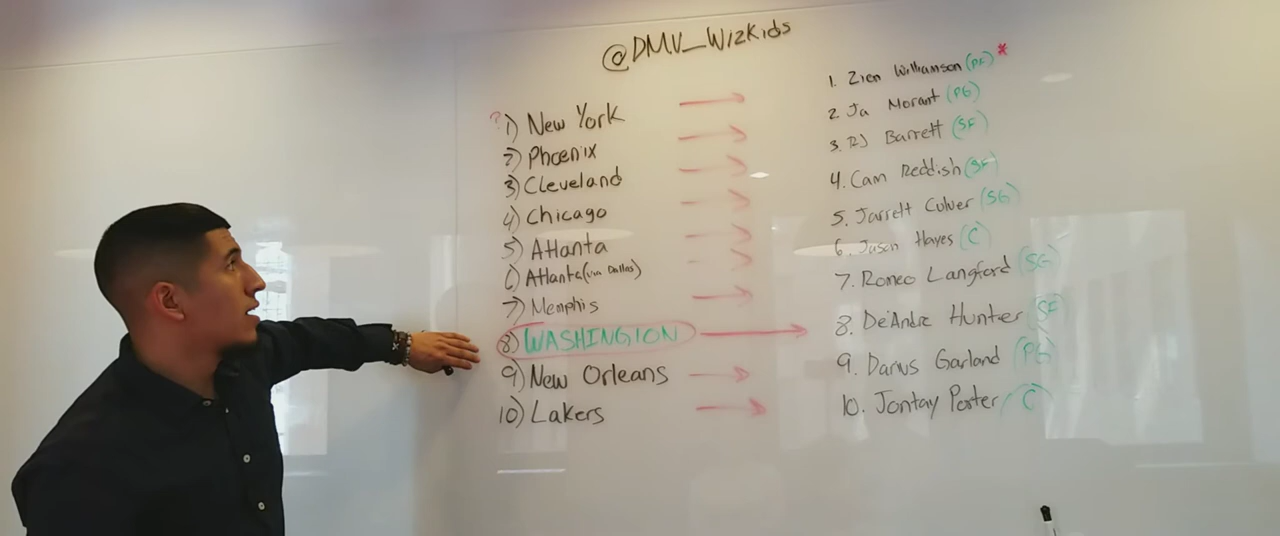 @DMV_WizKids
? 1) New York → 1. Zion Williamson (PF) *
2) Phoenix → 2. Ja Morant (PG)
3) Cleveland → 3. RJ Barrett (SF)
4) Chicago → 4. Cam Reddish (SF)
5) Atlanta → 5. Jarrett Culver (SG)
6) Atlanta (via Dallas) → 6. Jaxson Hayes (C)
7) Memphis → 7. Romeo Langford (SG)
8) WASHINGTON → 8. De'Andre Hunter (SF)
9) New Orleans → 9. Darius Garland (PG)
10) Lakers → 10. Jontay Porter (C)